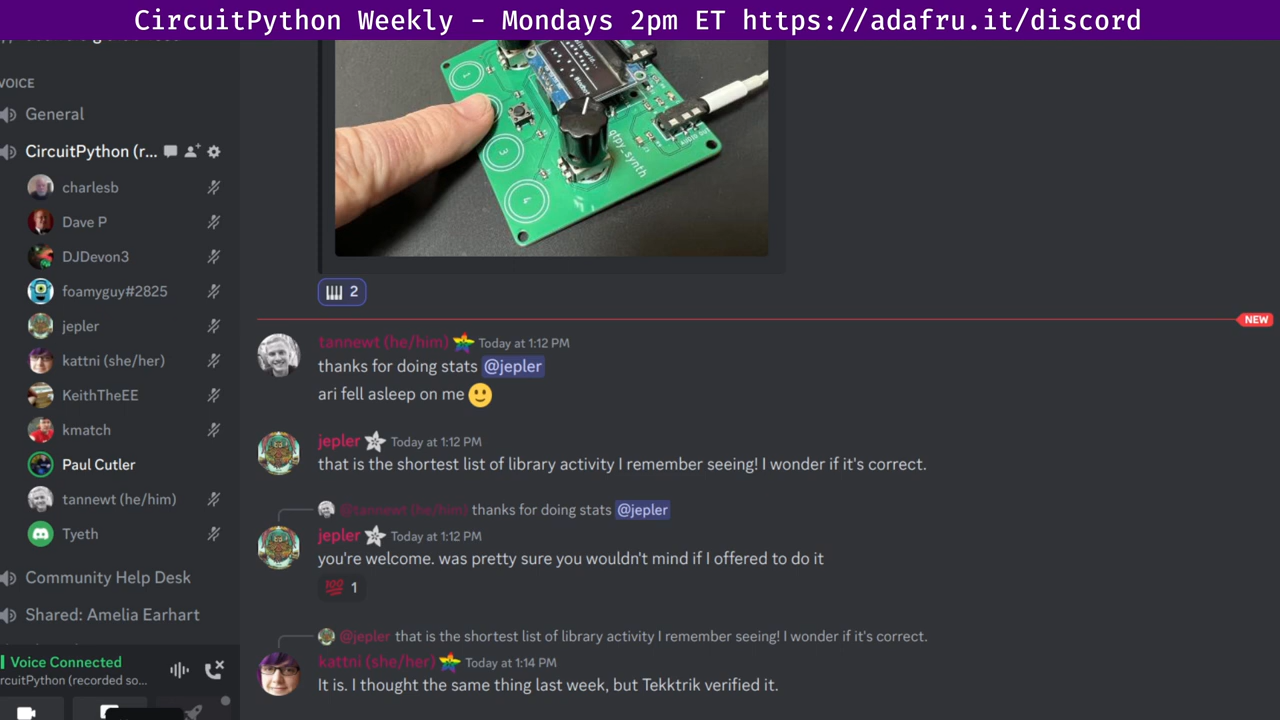 CircuitPython Weekly - Mondays 2pm ET https://adafru.it/discord
VOICE
General
CircuitPython (r...
charlesb
Dave P
DJDevon3
foamyguy#2825
jepler
kattni (she/her)
KeithTheEE
kmatch
Paul Cutler
tannewt (he/him)
Tyeth
Community Help Desk
Shared: Amelia Earhart
Voice Connected
rcuitPython (recorded so...
1
3
4
qtpy_synth
AUDIO OUT
2
NEW
tannewt (he/him) Today at 1:12 PM
thanks for doing stats @jepler
ari fell asleep on me
jepler Today at 1:12 PM
that is the shortest list of library activity I remember seeing! I wonder if it's correct.
@tannewt (he/him) thanks for doing stats @jepler
jepler Today at 1:12 PM
you're welcome. was pretty sure you wouldn't mind if I offered to do it
100 1
@jepler that is the shortest list of library activity I remember seeing! I wonder if it's correct.
kattni (she/her) Today at 1:14 PM
It is. I thought the same thing last week, but Tekktrik verified it.